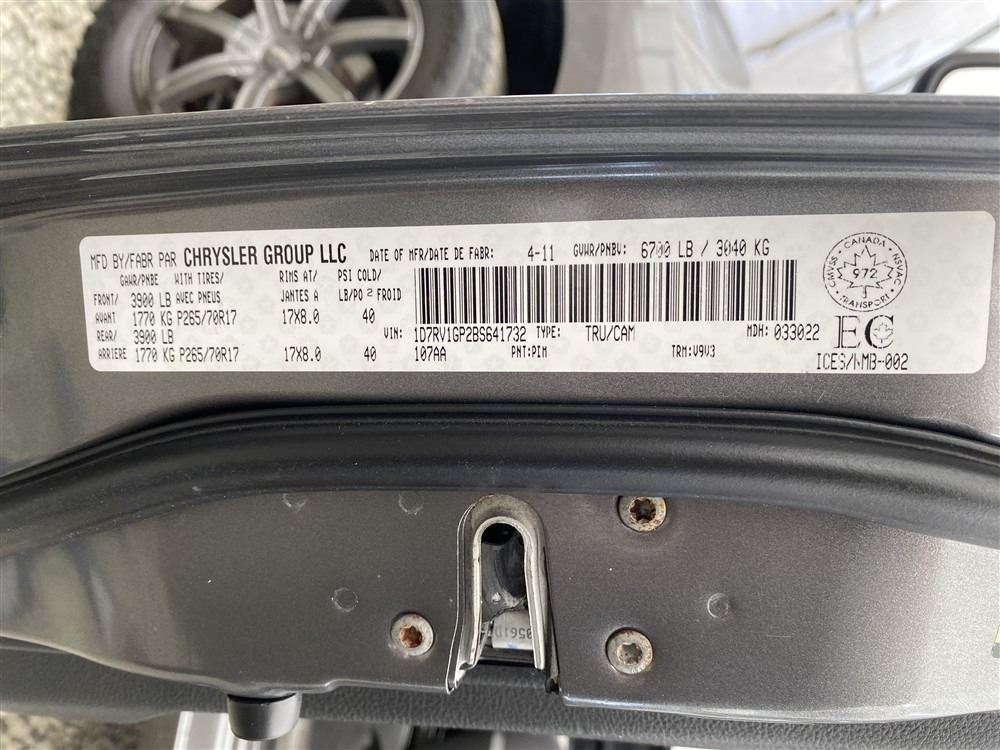 MFD BY/FABR PAR CHRYSLER GROUP LLC DATE OF MFR/DATE DE FABR: 4-11 GVWR/PNBV: 6700 LB / 3040 KG
GAWR/PNBE WITH TIRES/ RIMS AT/ PSI COLD/
FRONT/ 3900 LB AVEC PNEUS JANTES A LB/PO 2 FROID
AVANT 1770 KG P265/70R17 17X8.0 40
REAR/ 3900 LB VIN: 1D7RV1GP2BS641732 TYPE: TRU/CAM MDH: 033022
ARRIERE 1770 KG P265/70R17 17X8.0 40 107AA PNT:PIM TRM:V9V3
CANADA
CMVSS 972 NSVAC
TRANSPORT
EC
ICES/NMB-002